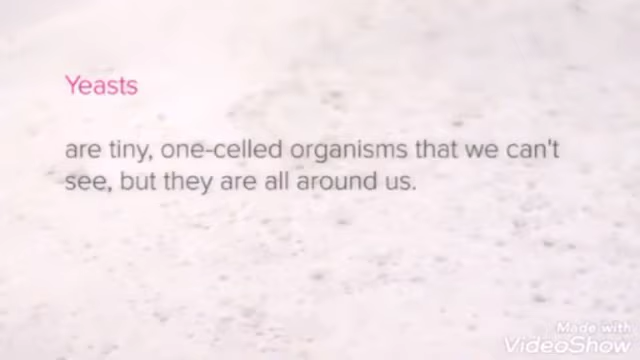 Yeasts
are tiny, one-celled organisms that we can't
see, but they are all around us.
Made with
VideoShow